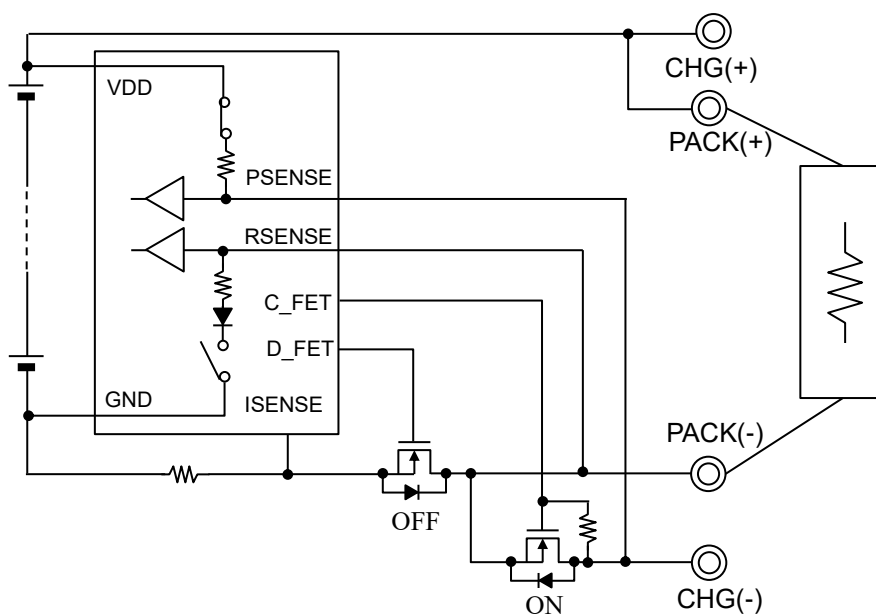 CHG(+)
VDD
PACK(+)
PSENSE
RSENSE
C_FET
D_FET
GND
ISENSE
PACK(-)
OFF
CHG(-)
ON